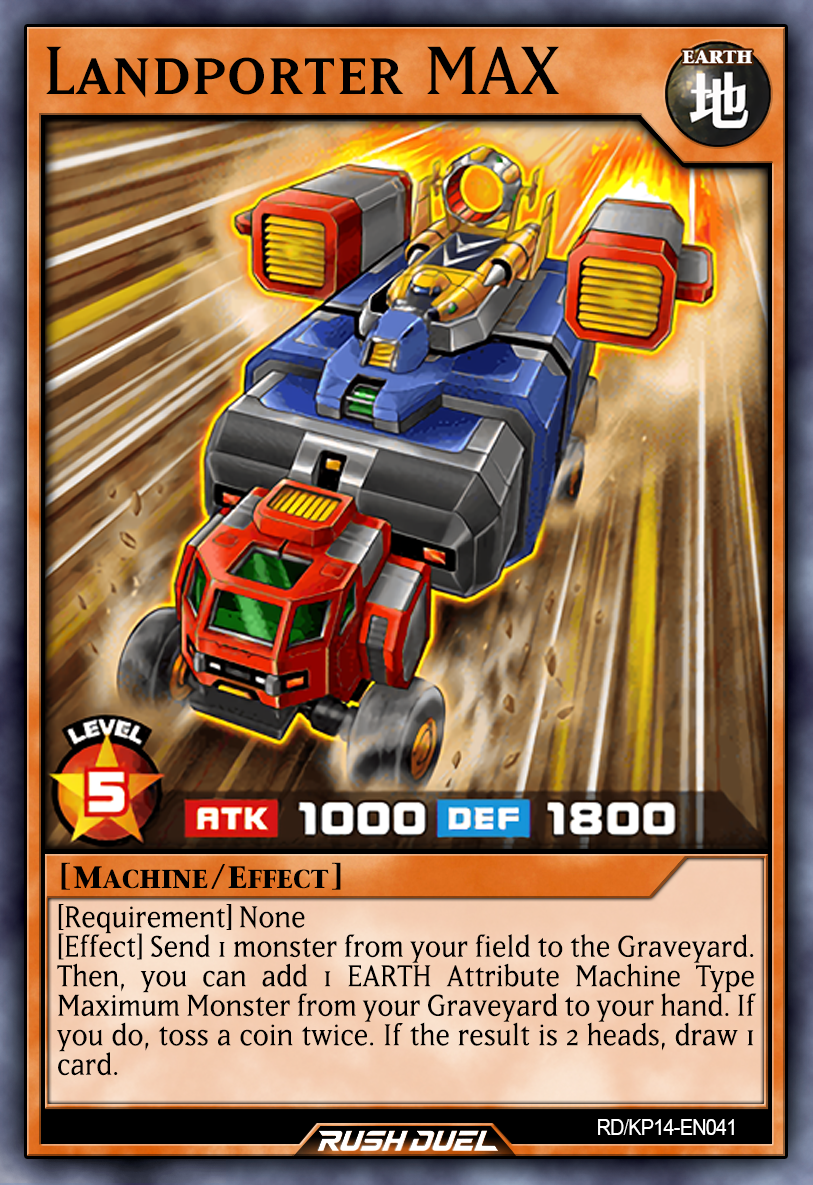 Landporter MAX
EARTH
地
LEVEL
5
ATK 1000 DEF 1800
[Machine/Effect]
[Requirement] None
[Effect] Send 1 monster from your field to the Graveyard.
Then, you can add 1 EARTH Attribute Machine Type
Maximum Monster from your Graveyard to your hand. If
you do, toss a coin twice. If the result is 2 heads, draw 1
card.
RD/KP14-EN041
RUSH DUEL